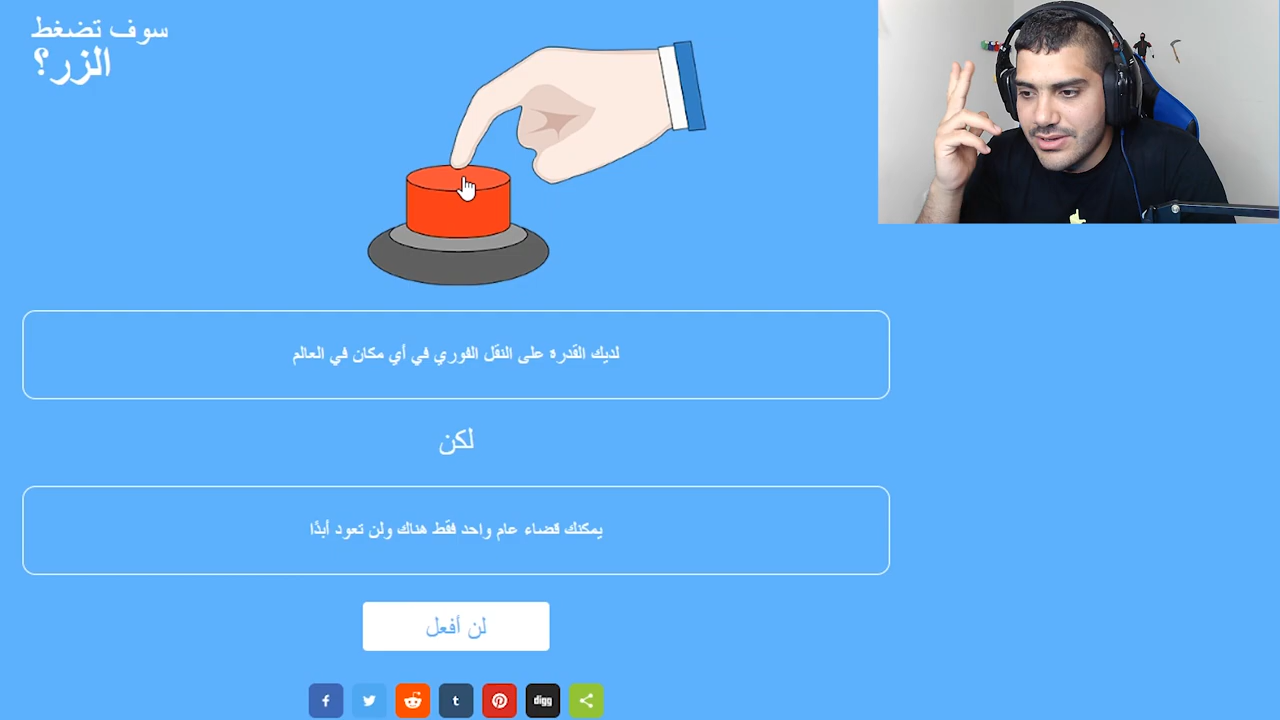 سوف تضغط
الزر؟
لديك القدرة على النقل الفوري في أي مكان في العالم
لكن
يمكنك قضاء عام واحد فقط هناك ولن تعود أبدًا
لن أفعل
f
t
digg